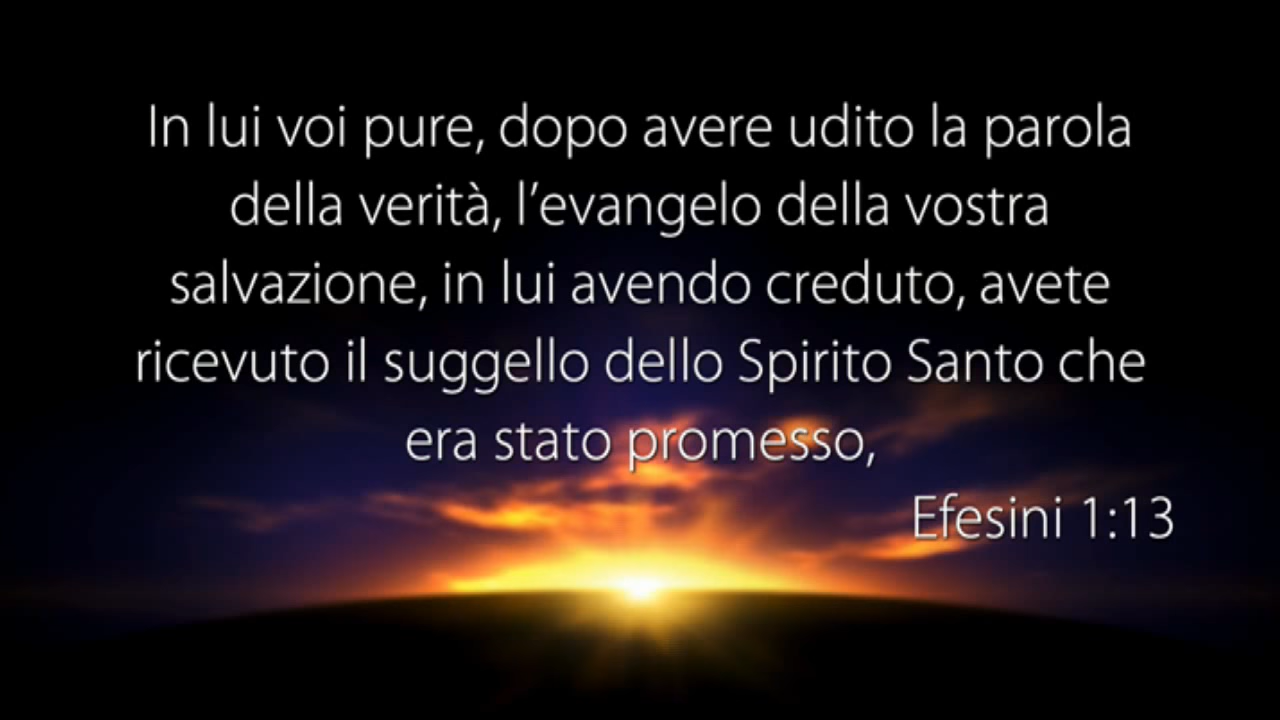 In lui voi pure, dopo avere udito la parola
della verità, l’evangelo della vostra
salvazione, in lui avendo creduto, avete
ricevuto il suggello dello Spirito Santo che
era stato promesso,
Efesini 1:13